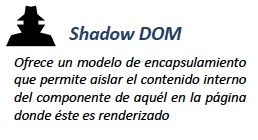 Shadow DOM
Ofrece un modelo de encapsulamiento
que permite aislar el contenido interno
del componente de aquél en la página
donde éste es renderizado